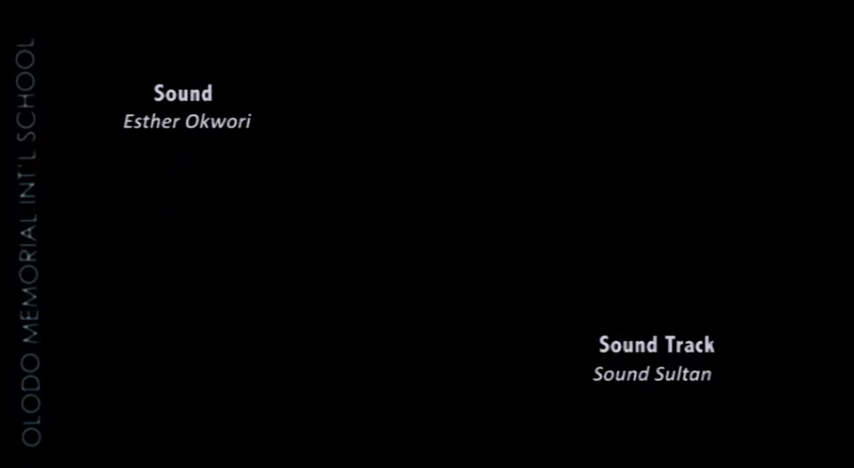 OLODO MEMORIAL INT'L SCHOOL
Sound
Esther Okwori
Sound Track
Sound Sultan